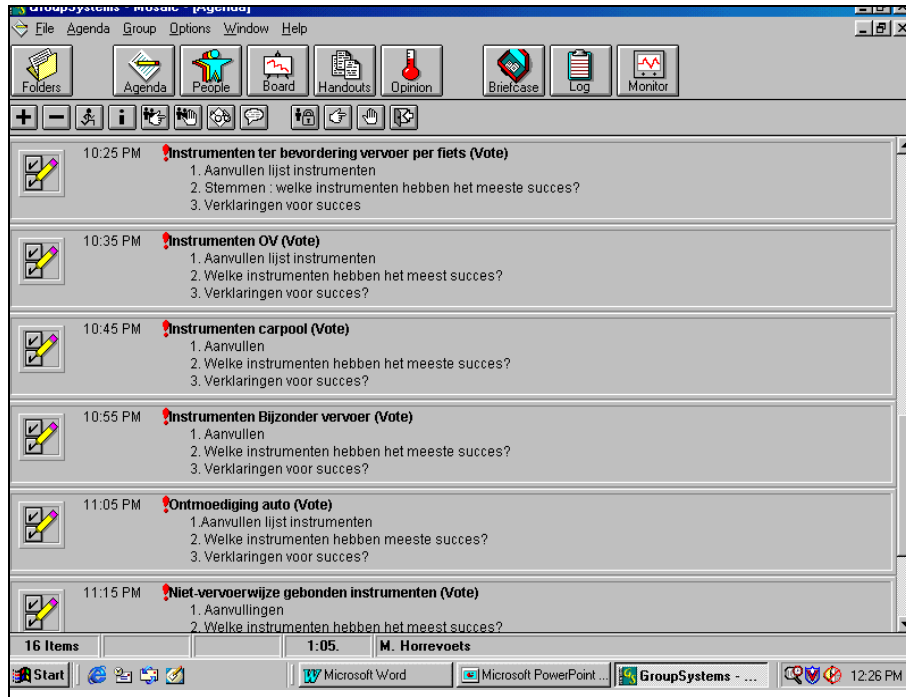 GroupSystems - Mosaic - [Agenda]
File Agenda Group Options Window Help
Folders Agenda People Board Handouts Opinion Briefcase Log Monitor
10:25 PM Instrumenten ter bevordering vervoer per fiets (Vote)
1. Aanvullen lijst instrumenten
2. Stemmen : welke instrumenten hebben het meeste succes?
3. Verklaringen voor succes
10:35 PM Instrumenten OV (Vote)
1. Aanvullen lijst instrumenten
2. Welke instrumenten hebben het meest succes?
3. Verklaringen voor succes?
10:45 PM Instrumenten carpool (Vote)
1. Aanvullen
2. Welke instrumenten hebben het meeste succes?
3. Verklaringen voor succes?
10:55 PM Instrumenten Bijzonder vervoer (Vote)
1. Aanvullen
2. Welke instrumenten hebben het meeste succes?
3. Verklaringen voor succes?
11:05 PM Ontmoediging auto (Vote)
1.Aanvullen lijst instrumenten
2. Welke instrumenten hebben meeste succes?
3. Verklaringen voor succes?
11:15 PM Niet-vervoerwijze gebonden instrumenten (Vote)
1. Aanvullingen
2. Welke instrumenten hebben het meest succes?
16 Items 1:05. M. Horrevoets
Start Microsoft Word Microsoft PowerPoint ... GroupSystems - ... 12:26 PM